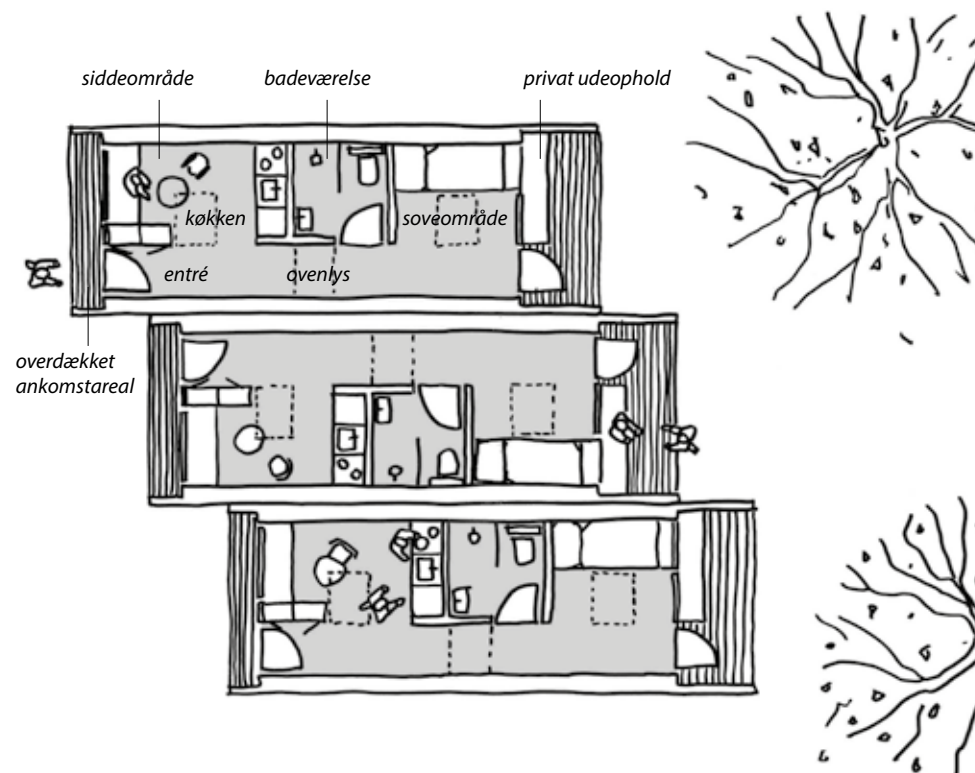 siddeområde
badeværelse
privat udeophold
køkken
soveområde
entré
ovenlys
overdækket
ankomstareal